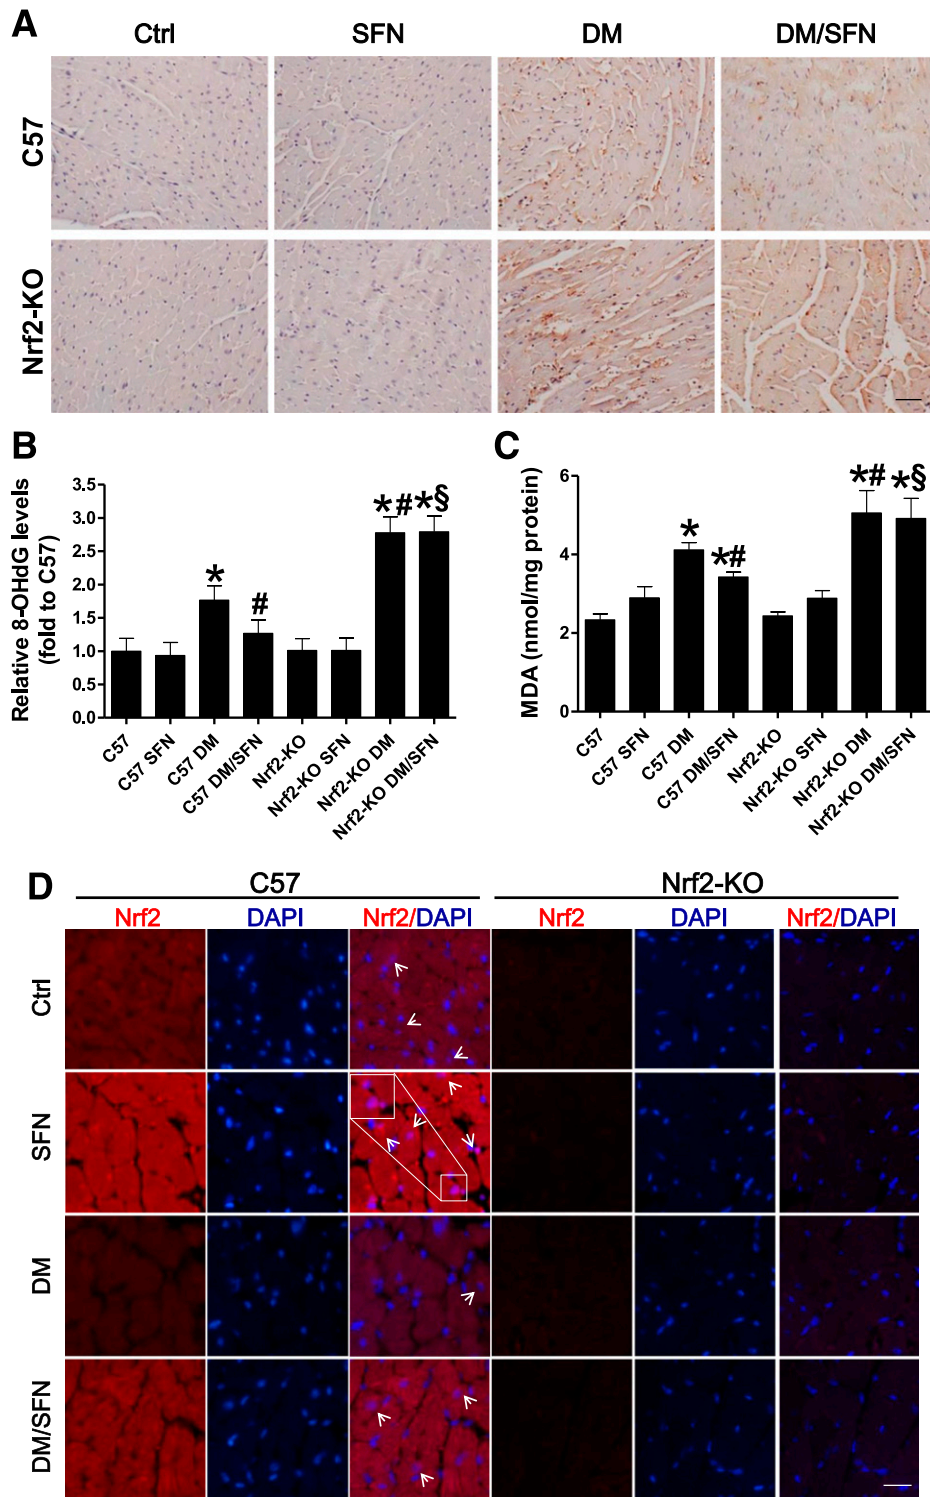 A
Ctrl SFN DM DM/SFN
C57
Nrf2-KO
B
Relative 8-OHdG levels
(fold to C57)
3.5
3.0
2.5
2.0
1.5
1.0
0.5
0.0
* # *# *§
C57 C57 SFN C57 DM C57 DM/SFN Nrf2-KO Nrf2-KO SFN Nrf2-KO DM Nrf2-KO DM/SFN
C
MDA (nmol/mg protein)
6
4
2
0
* *# *# *§
C57 C57 SFN C57 DM C57 DM/SFN Nrf2-KO Nrf2-KO SFN Nrf2-KO DM Nrf2-KO DM/SFN
D
C57 Nrf2-KO
Nrf2 DAPI Nrf2/DAPI Nrf2 DAPI Nrf2/DAPI
Ctrl
SFN
DM
DM/SFN